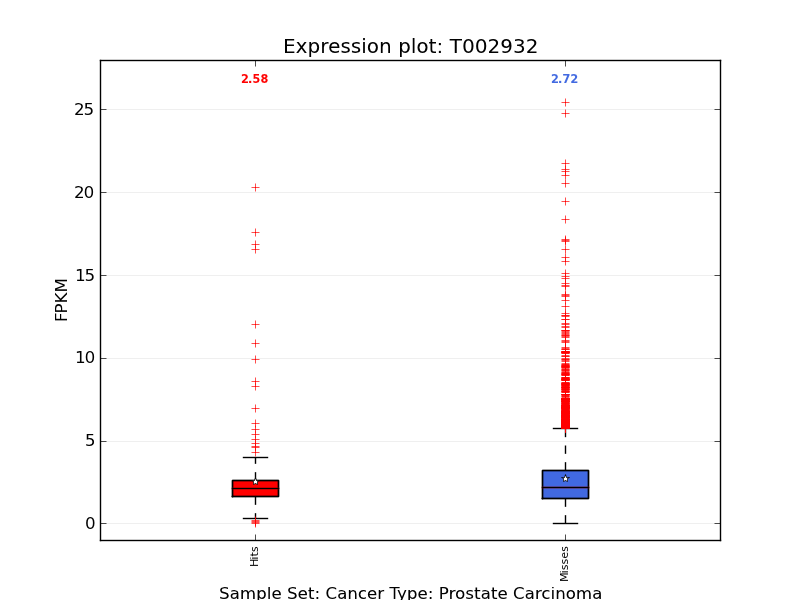 Expression plot: T002932
2.58
2.72
25
20
15
10
5
0
FPKM
Hits
Misses
Sample Set: Cancer Type: Prostate Carcinoma